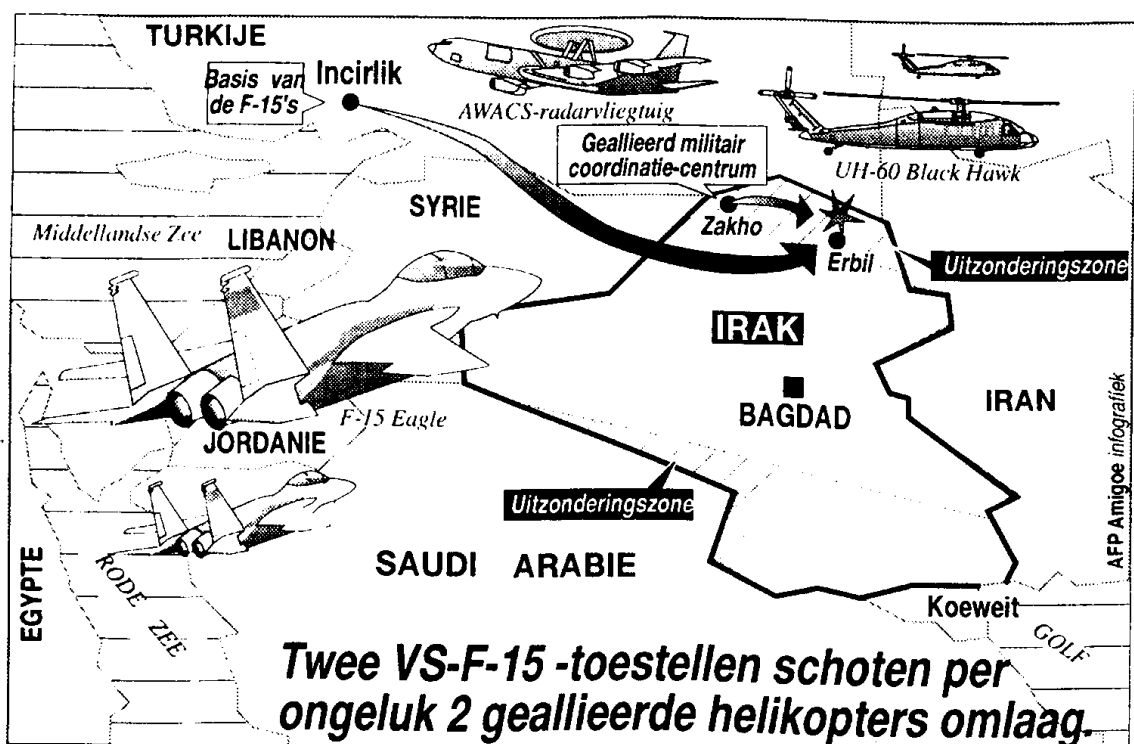 TURKIJE
Basis van
de F-15's
Incirlik
AWACS-radarvliegtuig
Geallieerd militair
coordinatie-centrum
UH-60 Black Hawk
SYRIE
Zakho
Erbil
Uitzonderingszone
Middellandse Zee
LIBANON
IRAK
BAGDAD
IRAN
F-15 Eagle
JORDANIE
Uitzonderingszone
SAUDI ARABIE
EGYPTE
RODE ZEE
Koeweit
GOLF
AFP Amigoe infografiek
Twee VS-F-15 -toestellen schoten per
ongeluk 2 geallieerde helikopters omlaag.